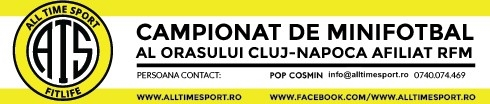 ALL TIME SPORT
ATS
FITLIFE
CAMPIONAT DE MINIFOTBAL
AL ORASULUI CLUJ-NAPOCA AFILIAT RFM
PERSOANA CONTACT: POP COSMIN info@alltimesport.ro 0740.074.469
WWW.ALLTIMESPORT.RO WWW.FACEBOOK.COM/WWW.ALLTIMESPORT.RO